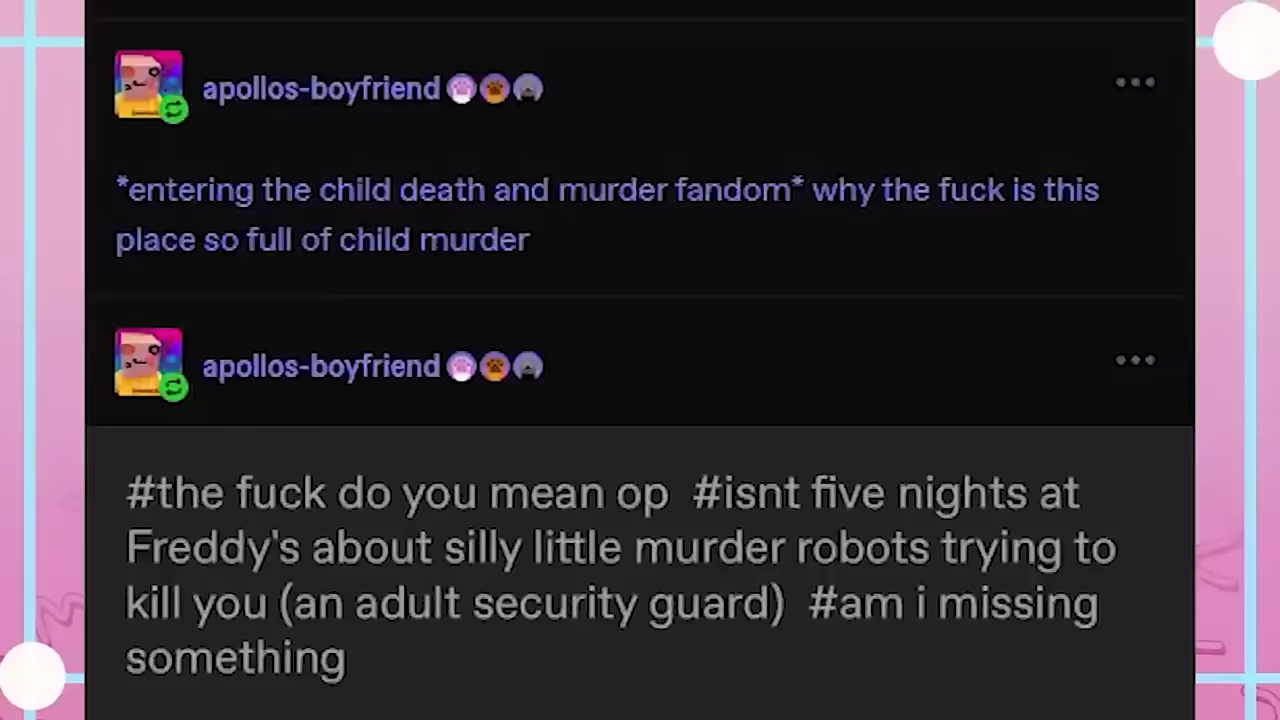 apollos-boyfriend
*entering the child death and murder fandom* why the fuck is this
place so full of child murder
apollos-boyfriend
#the fuck do you mean op #isnt five nights at
Freddy's about silly little murder robots trying to
kill you (an adult security guard) #am i missing
something